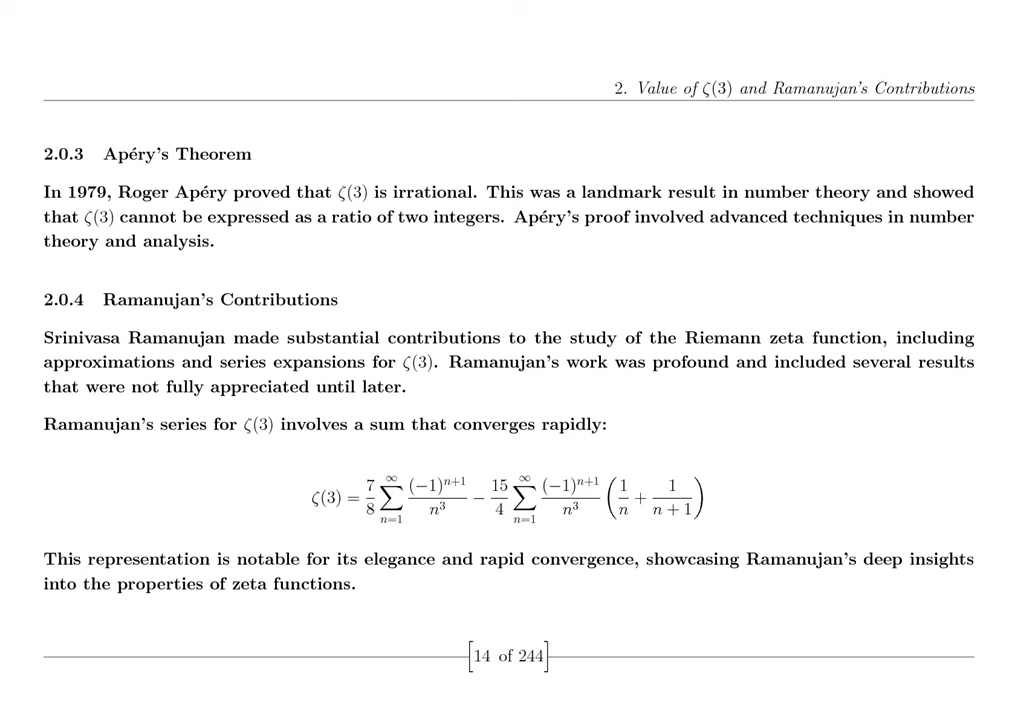 2. Value of ζ(3) and Ramanujan's Contributions
2.0.3 Apéry's Theorem
In 1979, Roger Apéry proved that ζ(3) is irrational. This was a landmark result in number theory and showed
that ζ(3) cannot be expressed as a ratio of two integers. Apéry's proof involved advanced techniques in number
theory and analysis.
2.0.4 Ramanujan's Contributions
Srinivasa Ramanujan made substantial contributions to the study of the Riemann zeta function, including
approximations and series expansions for ζ(3). Ramanujan's work was profound and included several results
that were not fully appreciated until later.
Ramanujan's series for ζ(3) involves a sum that converges rapidly:
ζ(3) = 7/8 ∑_{n=1}^{∞} (−1)^{n+1}/n^3 − 15/4 ∑_{n=1}^{∞} (−1)^{n+1}/n^3 (1/n + 1/(n+1))
This representation is notable for its elegance and rapid convergence, showcasing Ramanujan's deep insights
into the properties of zeta functions.
[14 of 244]